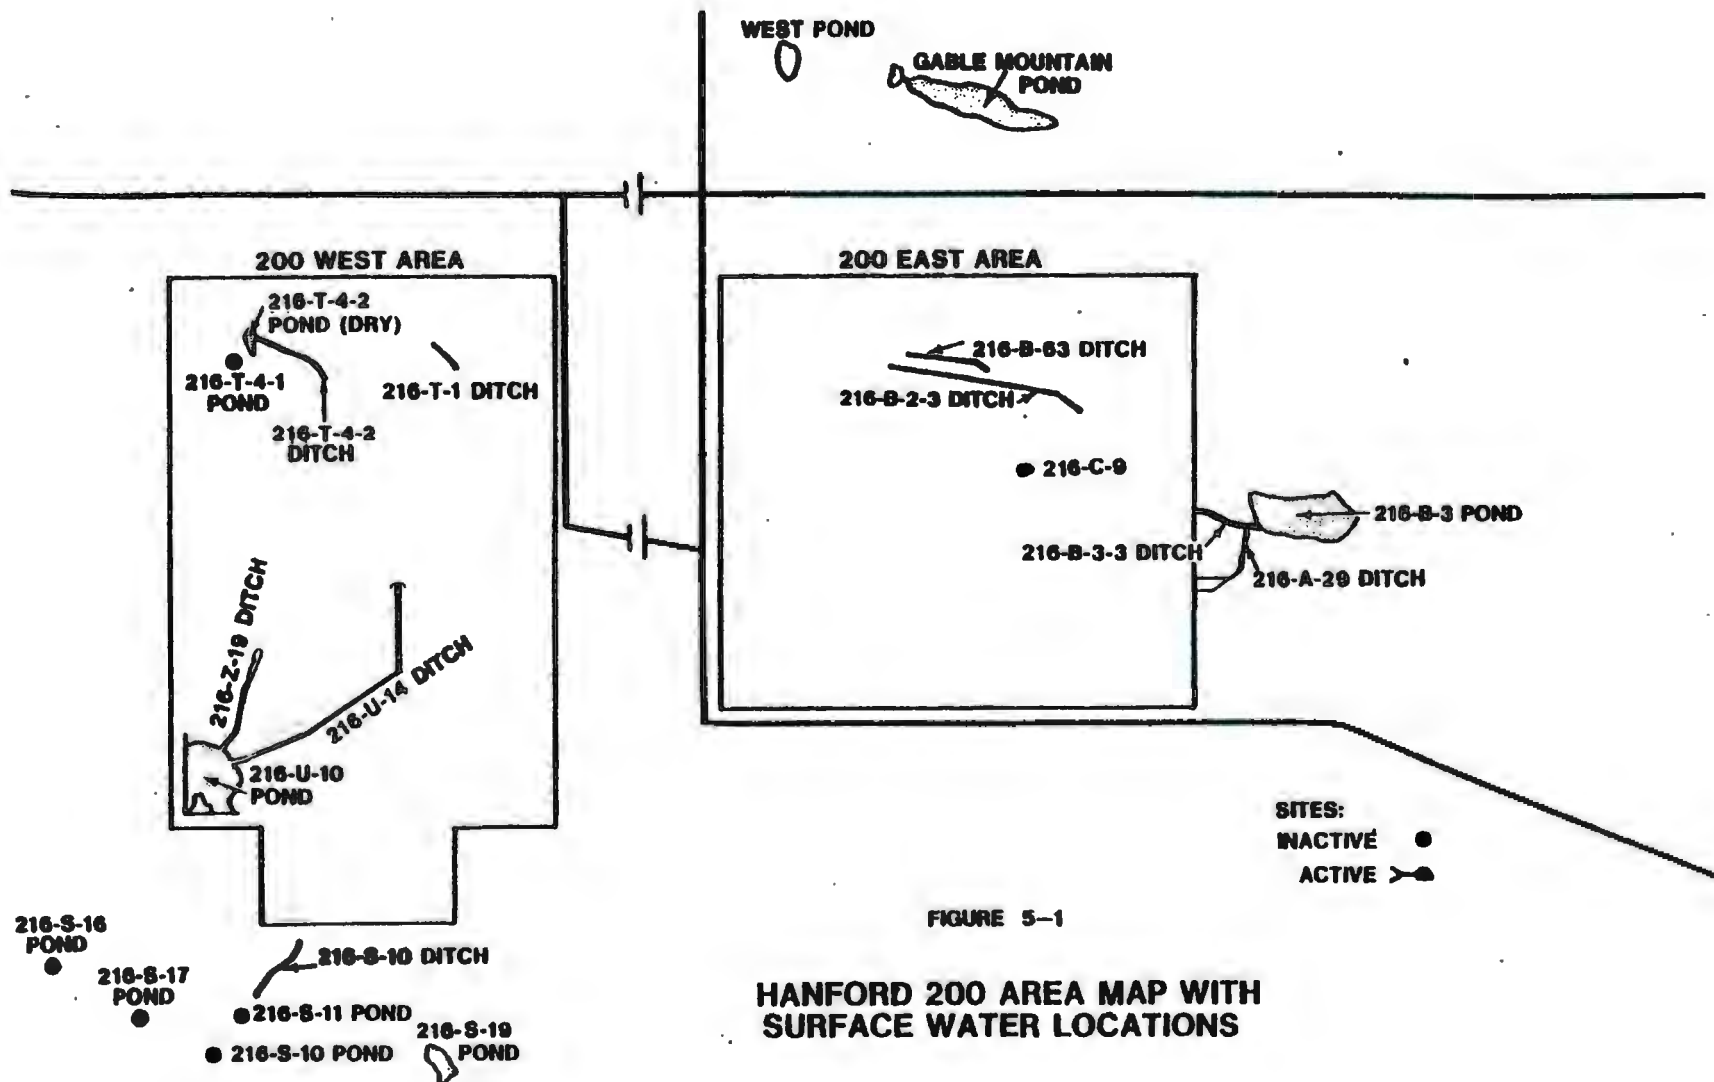 WEST POND
GABLE MOUNTAIN
POND
200 WEST AREA
200 EAST AREA
216-T-4-2
POND (DRY)
216-T-4-1
POND
216-T-1 DITCH
216-T-4-2
DITCH
216-B-63 DITCH
216-B-2-3 DITCH
216-C-9
216-B-3 POND
216-B-3-3 DITCH
216-A-29 DITCH
216-Z-19 DITCH
216-U-14 DITCH
216-U-10
POND
SITES:
INACTIVE
ACTIVE
216-S-16
POND
216-S-17
POND
216-S-10 DITCH
216-S-11 POND
216-S-10 POND
216-S-19
POND
FIGURE 5-1
HANFORD 200 AREA MAP WITH
SURFACE WATER LOCATIONS